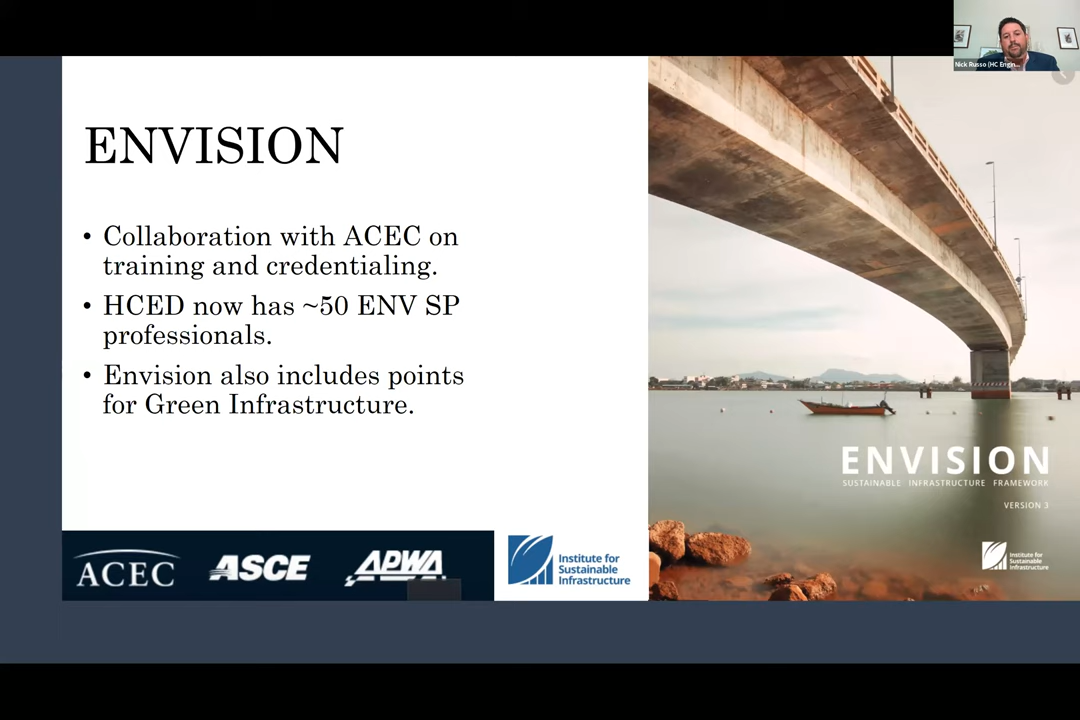 Nick Russo (HC Engin...
ENVISION
• Collaboration with ACEC on
training and credentialing.
• HCED now has ~50 ENV SP
professionals.
• Envision also includes points
for Green Infrastructure.
ACEC
ASCE
APWA
Institute for
Sustainable
Infrastructure
ENVISION
SUSTAINABLE INFRASTRUCTURE FRAMEWORK
VERSION 3
Institute for
Sustainable
Infrastructure